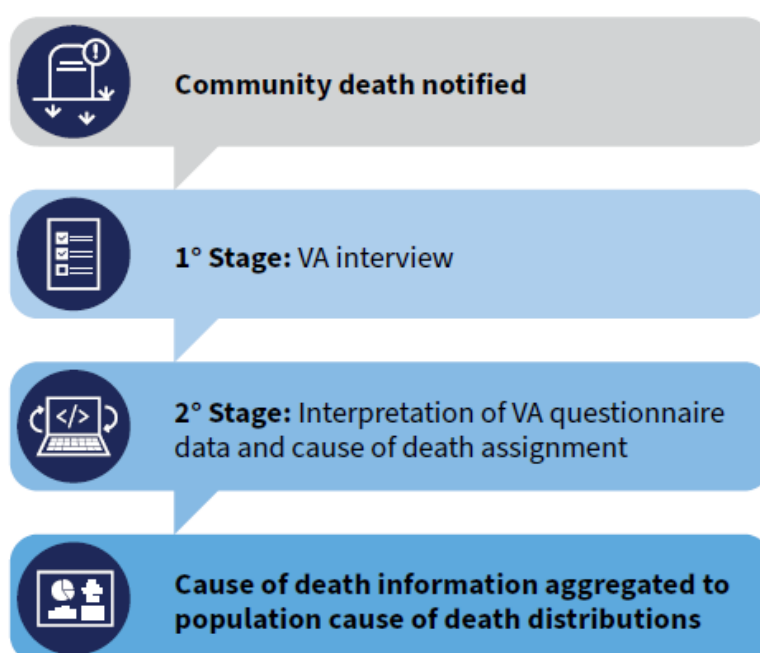 Community death notified
1° Stage: VA interview
2° Stage: Interpretation of VA questionnaire
data and cause of death assignment
Cause of death information aggregated to
population cause of death distributions